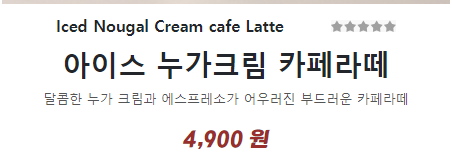 Iced Nougal Cream cafe Latte
아이스 누가크림 카페라떼
달콤한 누가 크림과 에스프레소가 어우러진 부드러운 카페라떼
4,900 원